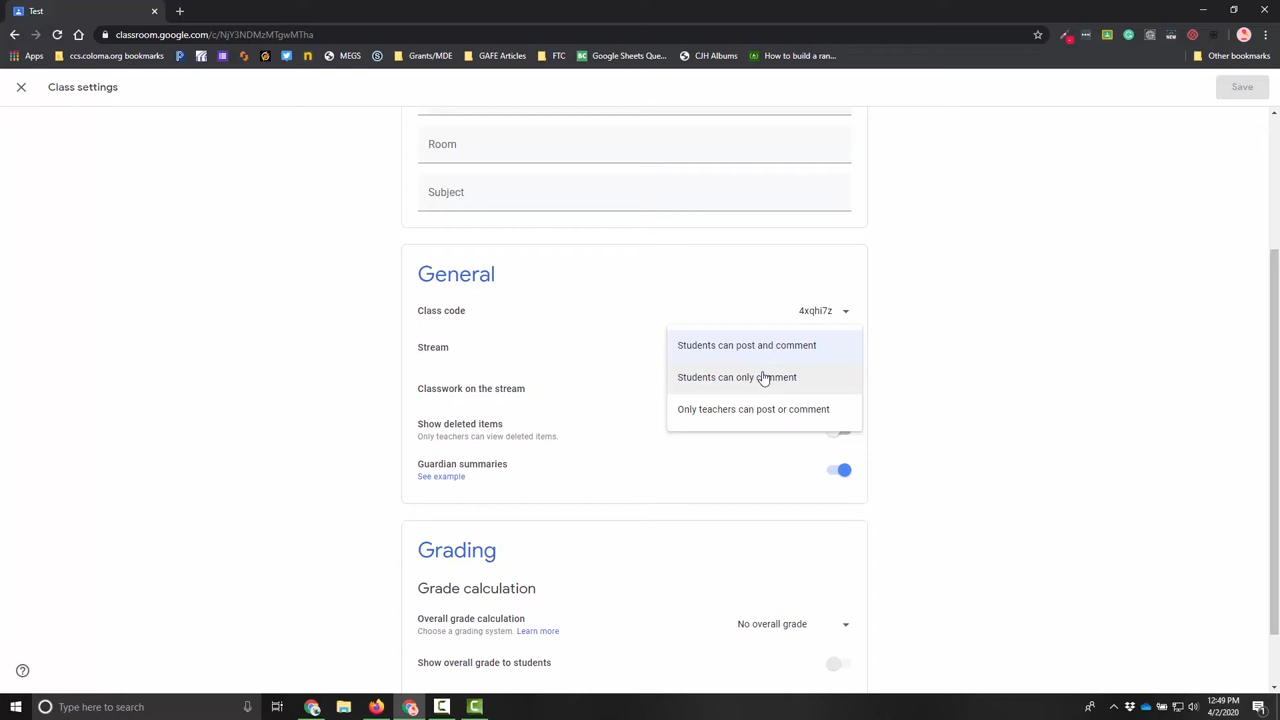 Test
classroom.google.com/c/NjY3NDMzMTgwMTha
ccs.coloma.org bookmarks
MEGS
Grants/MDE
GAFE Articles
FTC
Google Sheets Que...
CJH Albums
How to build a ran...
Other bookmarks
Class settings
Save
Room
Subject
General
Class code
4xqhi7z
Stream
Students can post and comment
Students can only comment
Only teachers can post or comment
Classwork on the stream
Show deleted items
Only teachers can view deleted items.
Guardian summaries
See example
Grading
Grade calculation
Overall grade calculation
Choose a grading system. Learn more
No overall grade
Show overall grade to students
Type here to search
12:49 PM
4/2/2020